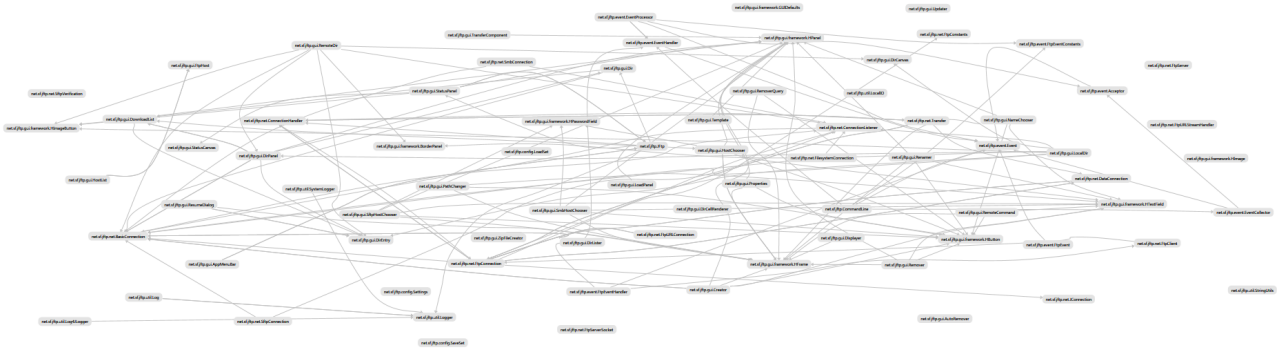 net.sf.jftp.gui.framework.GUIDefaults
net.sf.jftp.gui.Updater
net.sf.jftp.event.EventProcessor
net.sf.jftp.gui.TransferComponent
net.sf.jftp.net.FtpConstants
net.sf.jftp.gui.framework.HPanel
net.sf.jftp.event.EventHandler
net.sf.jftp.event.FtpEventConstants
net.sf.jftp.gui.RemoteDir
net.sf.jftp.gui.DirCanvas
net.sf.jftp.net.SmbConnection
net.sf.jftp.gui.FtpHost
net.sf.jftp.net.FtpServer
net.sf.jftp.gui.Dir
net.sf.jftp.gui.StatusPanel
net.sf.jftp.gui.RemoverQuery
net.sf.jftp.event.Acceptor
net.sf.jftp.util.LocalIO
net.sf.jftp.gui.DownloadList
net.sf.jftp.net.ConnectionHandler
net.sf.jftp.gui.framework.HPasswordField
net.sf.jftp.gui.Template
net.sf.jftp.net.Transfer
net.sf.jftp.gui.NameChooser
net.sf.jftp.gui.framework.HImageButton
net.sf.jftp.net.ConnectionListener
net.sf.jftp.net.FtpURLStreamHandler
net.sf.jftp.gui.StatusCanvas
net.sf.jftp.gui.framework.BorderPanel
net.sf.jftp.JFtp
net.sf.jftp.event.Event
net.sf.jftp.config.LoadSet
net.sf.jftp.gui.HostChooser
net.sf.jftp.gui.LocalDir
net.sf.jftp.gui.DirPanel
net.sf.jftp.net.FilesystemConnection
net.sf.jftp.gui.Renamer
net.sf.jftp.gui.framework.HImage
net.sf.jftp.gui.HostList
net.sf.jftp.net.DataConnection
net.sf.jftp.gui.PathChanger
net.sf.jftp.gui.LoadPanel
net.sf.jftp.gui.Properties
net.sf.jftp.util.SystemLogger
net.sf.jftp.gui.ResumeDialog
net.sf.jftp.gui.framework.HTextField
net.sf.jftp.gui.SftpHostChooser
net.sf.jftp.gui.SmbHostChooser
net.sf.jftp.gui.DirCellRenderer
net.sf.jftp.CommandLine
net.sf.jftp.gui.RemoteCommand
net.sf.jftp.event.EventCollector
net.sf.jftp.net.BasicConnection
net.sf.jftp.gui.DirEntry
net.sf.jftp.gui.ZipFileCreator
net.sf.jftp.gui.DirLister
net.sf.jftp.net.FtpURLConnection
net.sf.jftp.gui.Displayer
net.sf.jftp.gui.framework.HButton
net.sf.jftp.event.FtpEvent
net.sf.jftp.net.FtpClient
net.sf.jftp.gui.AppMenuBar
net.sf.jftp.net.FtpConnection
net.sf.jftp.gui.framework.HFrame
net.sf.jftp.gui.Remover
net.sf.jftp.config.Settings
net.sf.jftp.event.FtpEventHandler
net.sf.jftp.gui.Creator
net.sf.jftp.util.StringUtils
net.sf.jftp.util.Log
net.sf.jftp.util.Log4JLogger
net.sf.jftp.net.SftpConnection
net.sf.jftp.util.Logger
net.sf.jftp.net.FtpServerSocket
net.sf.jftp.gui.AutoRemover
net.sf.jftp.config.SaveSet